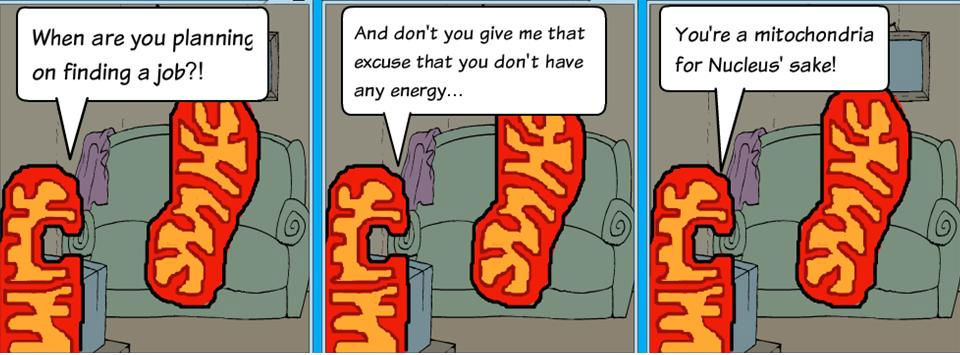 When are you planning
on finding a job?!
And don't you give me that
excuse that you don't have
any energy...
You're a mitochondria
for Nucleus' sake!